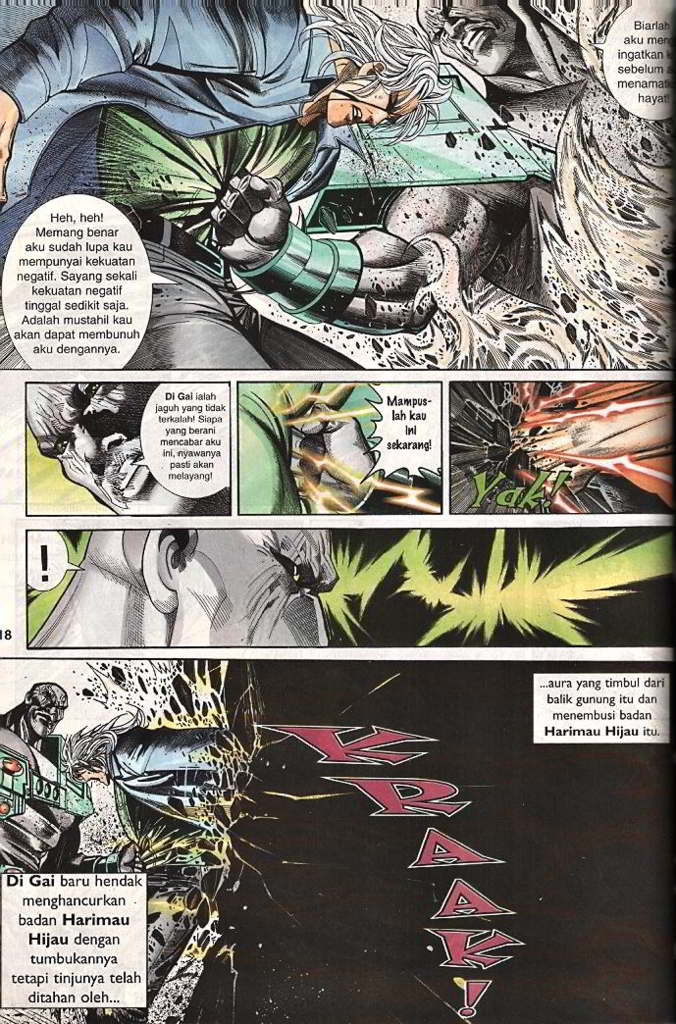 Biarlah
aku
sebelum
hayat!
Heh, heh!
Memang benar
aku sudah lupa kau
mempunyai kekuatan
negatif. Sayang sekali
kekuatan negatif
tinggal sedikit saja.
Adalah mustahil kau
akan dapat membunuh
aku dengannya.
Di Gai ialah
jaguh yang tidak
terkalah! Siapa
yang berani
mencabar aku
ini, nyawanya
pasti akan
melayang!
Mampus-
lah kau
ini
sekarang!
Yak!
!
18
...aura yang timbul dari
balik gunung itu dan
menembusi badan
Harimau Hijau itu.
KRAAK!
Di Gai baru hendak
menghancurkan
badan Harimau
Hijau dengan
tumbukannya
tetapi tinjunya telah
ditahan oleh...